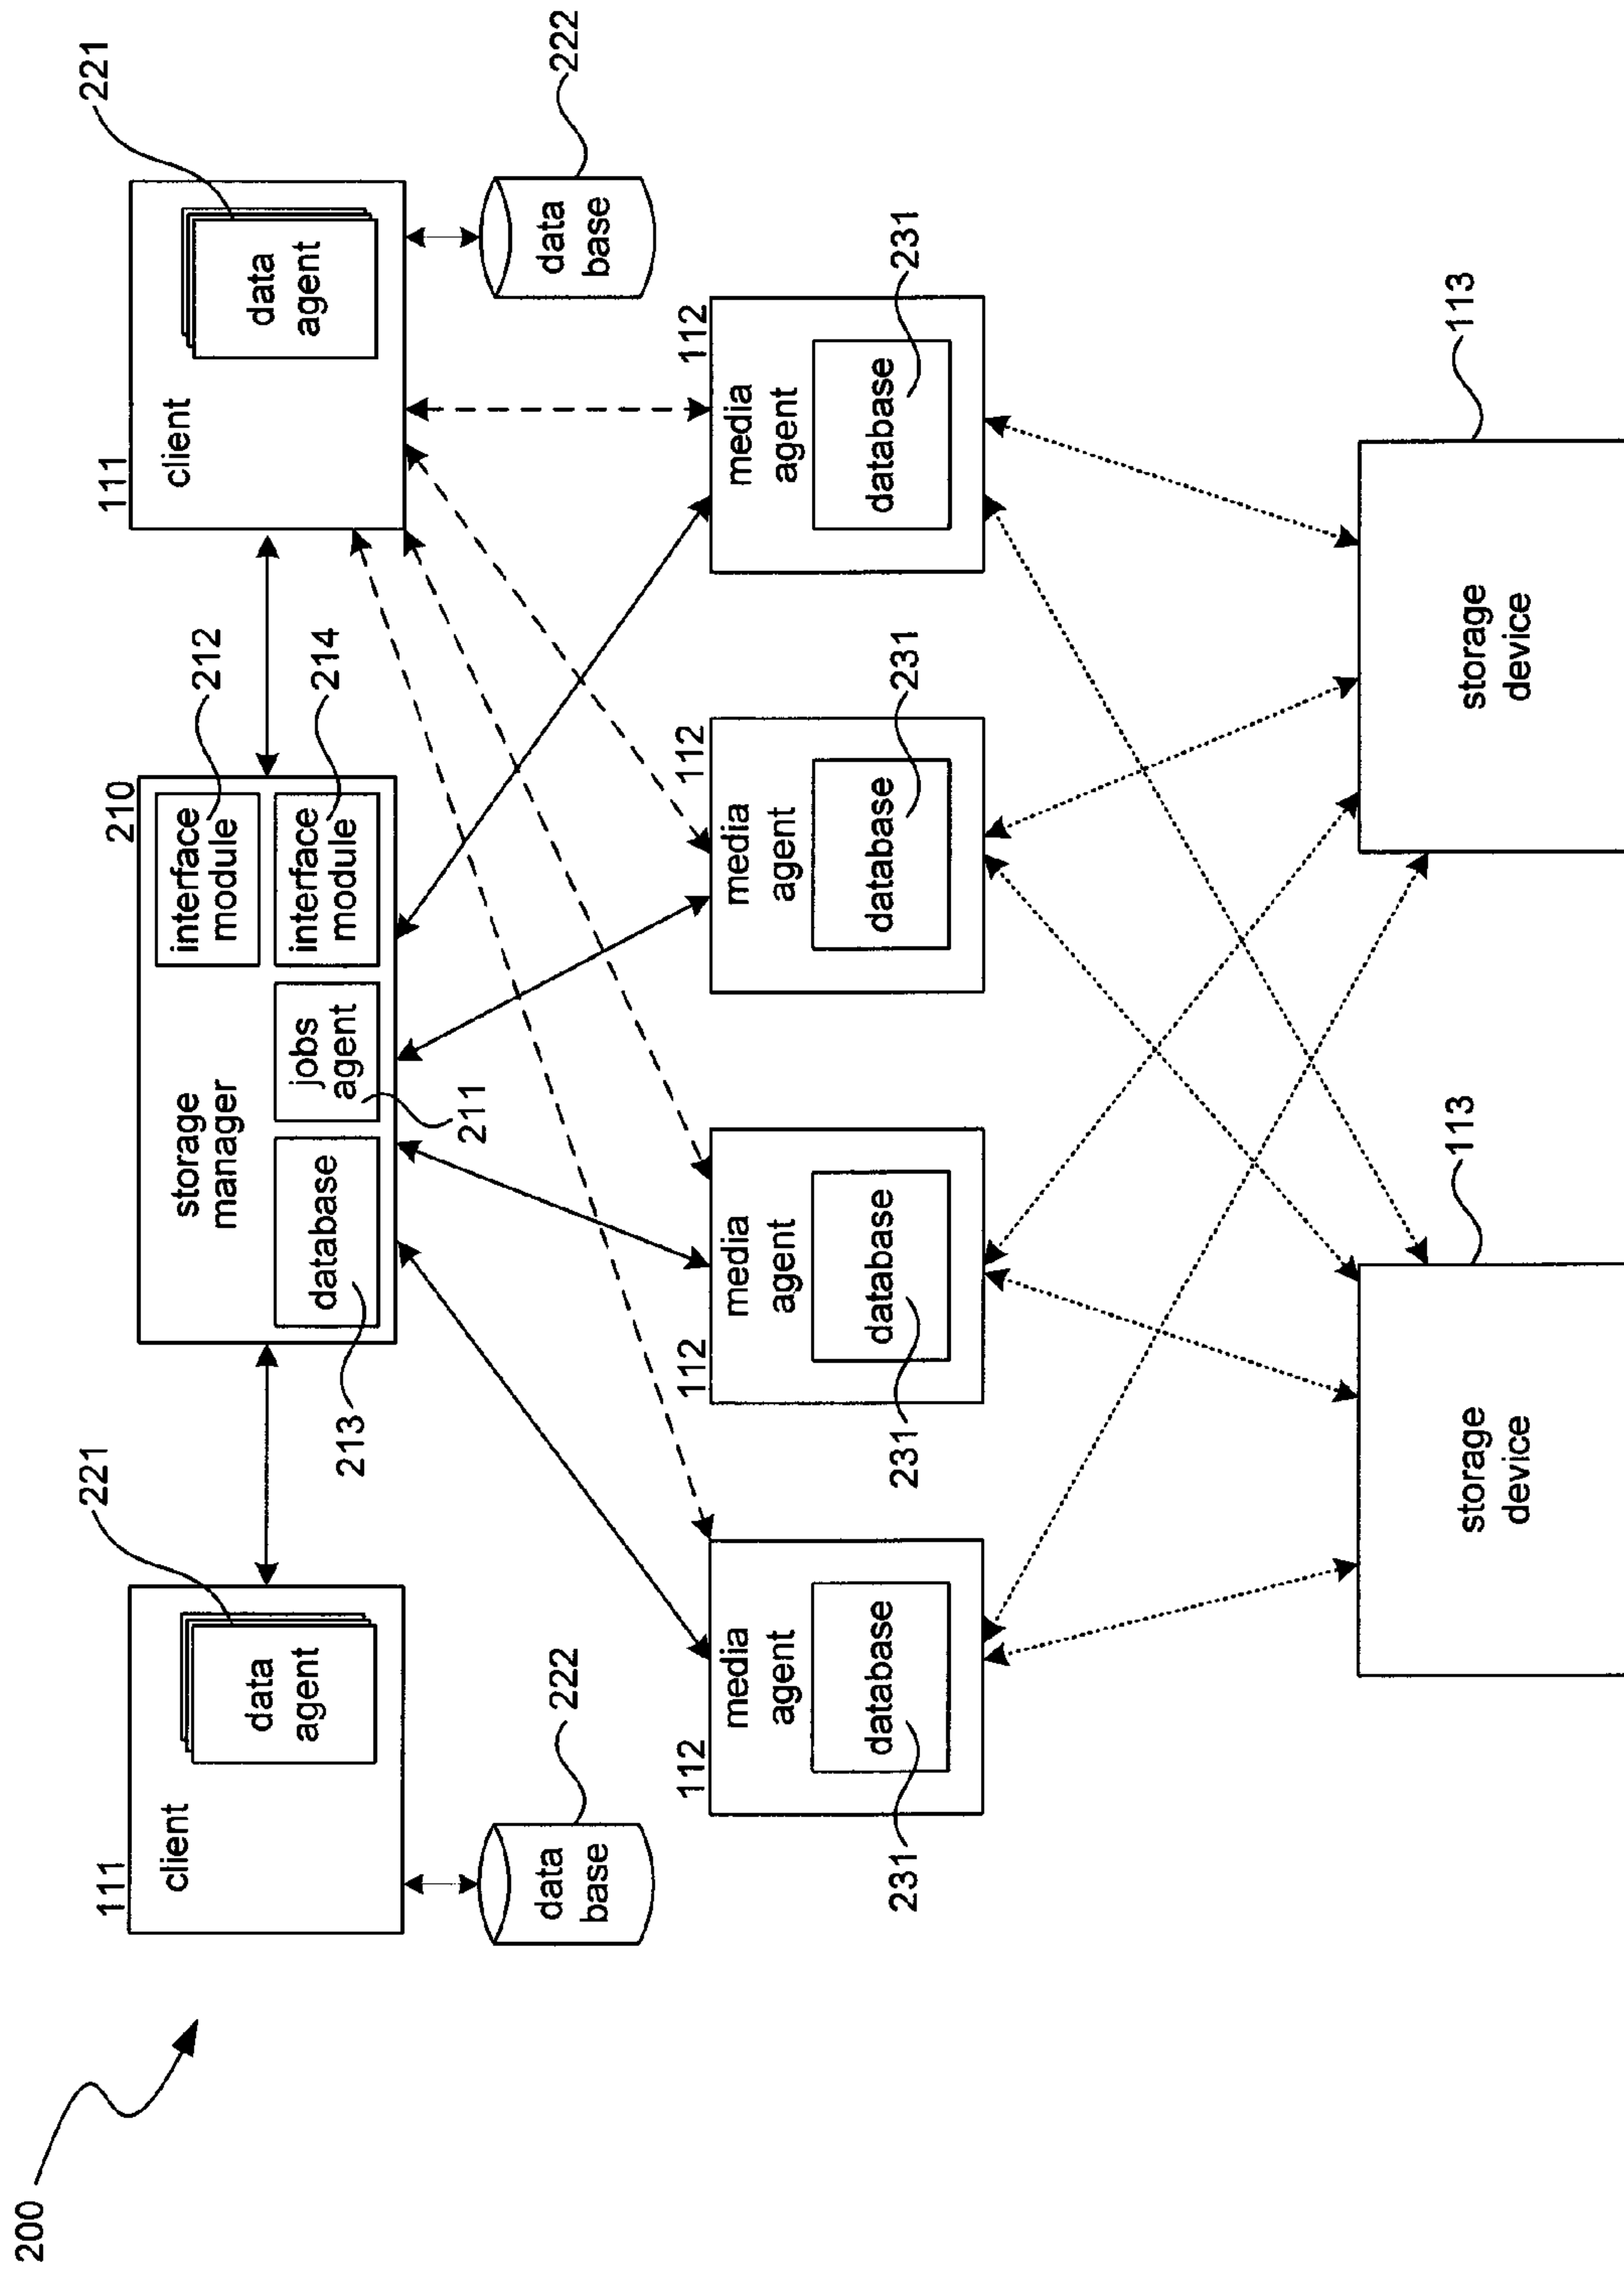 200
111
client
data
agent
221
data
base
222
210
storage
manager
database
213
jobs
agent
211
interface
module
212
interface
module
214
111
client
data
agent
221
data
base
222
112
media
agent
database
231
112
media
agent
database
231
112
media
agent
database
231
112
media
agent
database
231
storage
device
113
storage
device
113